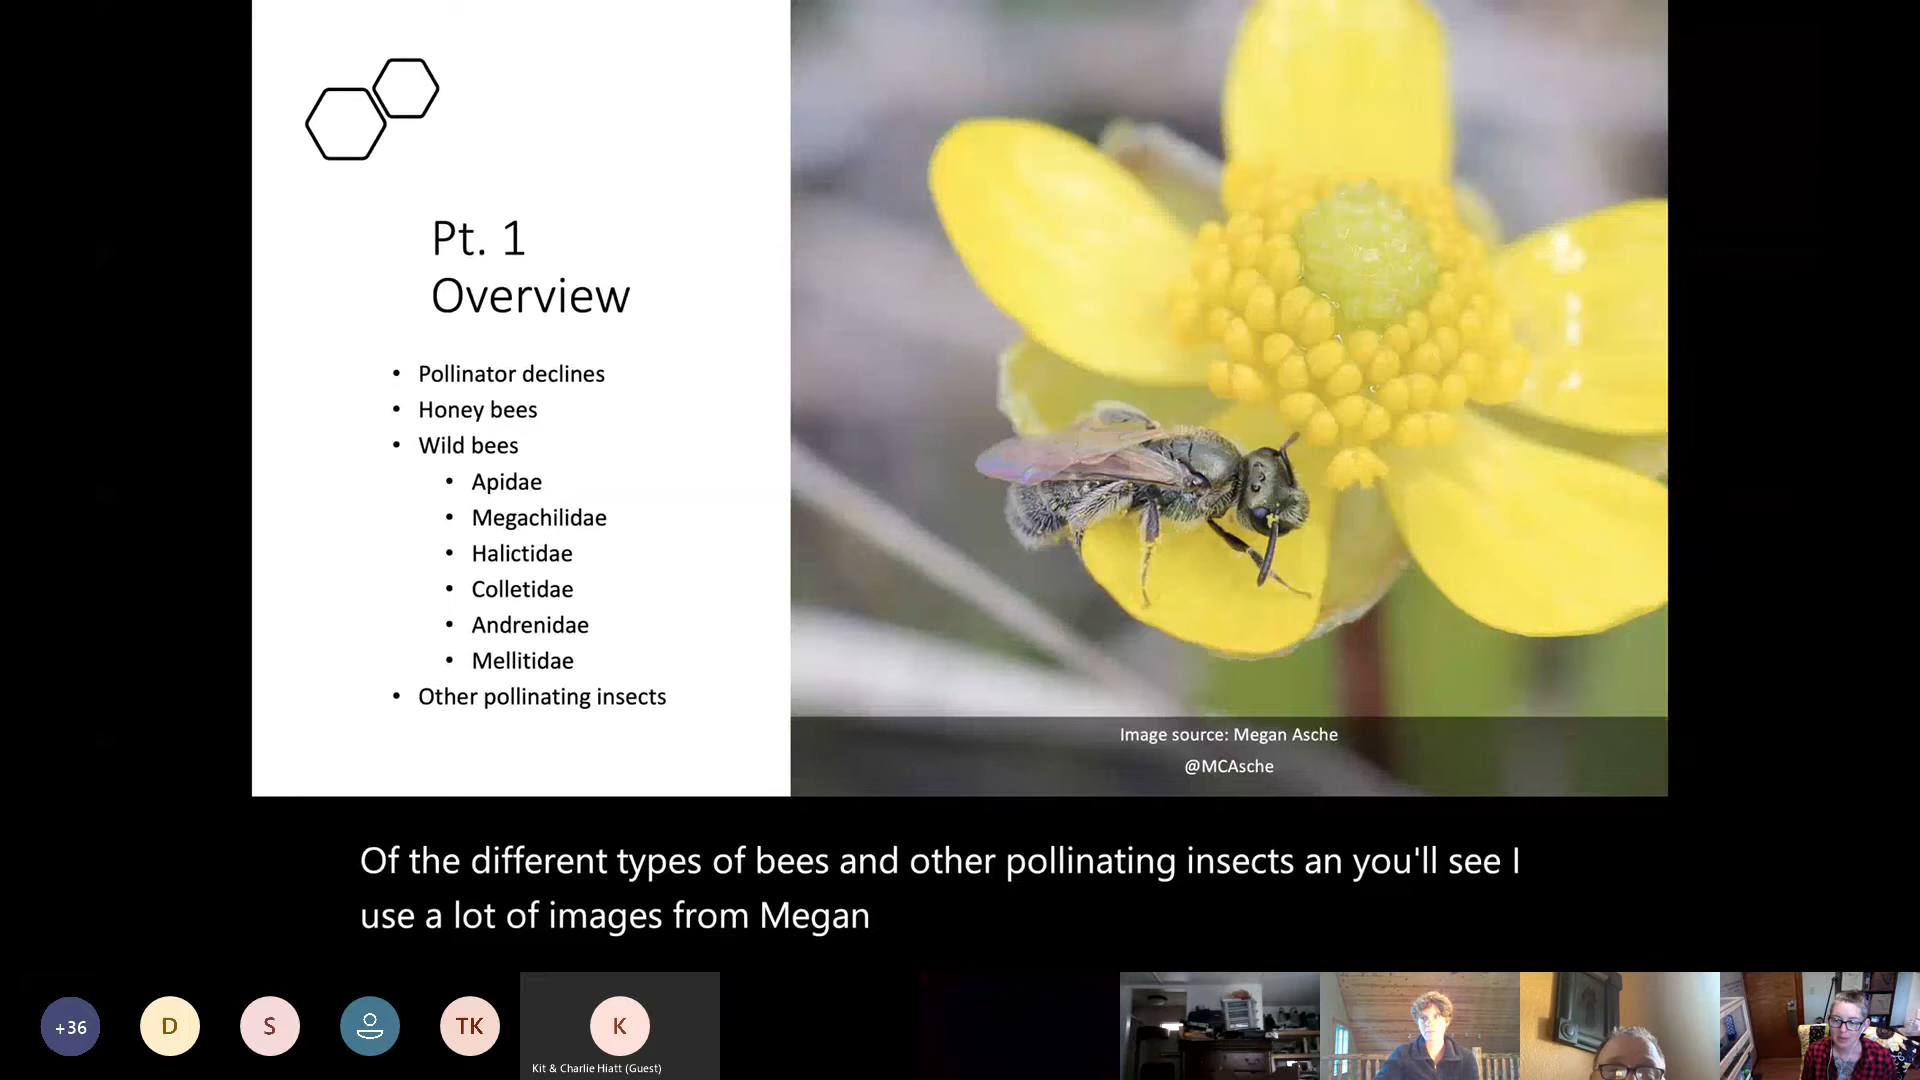 Pt. 1
Overview
• Pollinator declines
• Honey bees
• Wild bees
• Apidae
• Megachilidae
• Halictidae
• Colletidae
• Andrenidae
• Mellitidae
• Other pollinating insects
Image source: Megan Asche
@MCAsche
Of the different types of bees and other pollinating insects an you'll see I
use a lot of images from Megan
+36
D
S
TK
K
Kit & Charlie Hiatt (Guest)